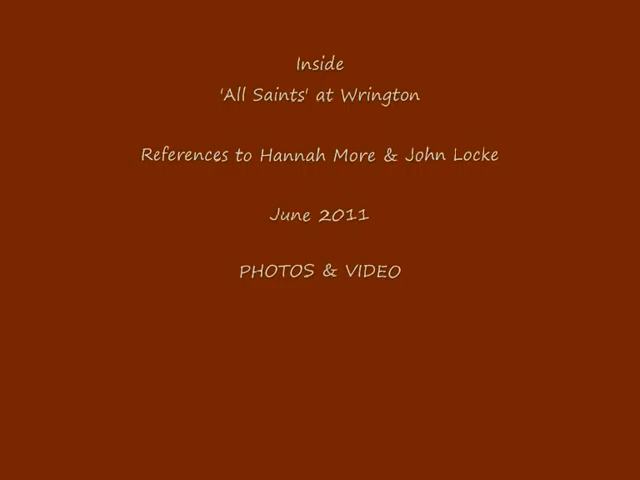 Inside
'All Saints' at Wrington
References to Hannah More & John Locke
June 2011
PHOTOS & VIDEO